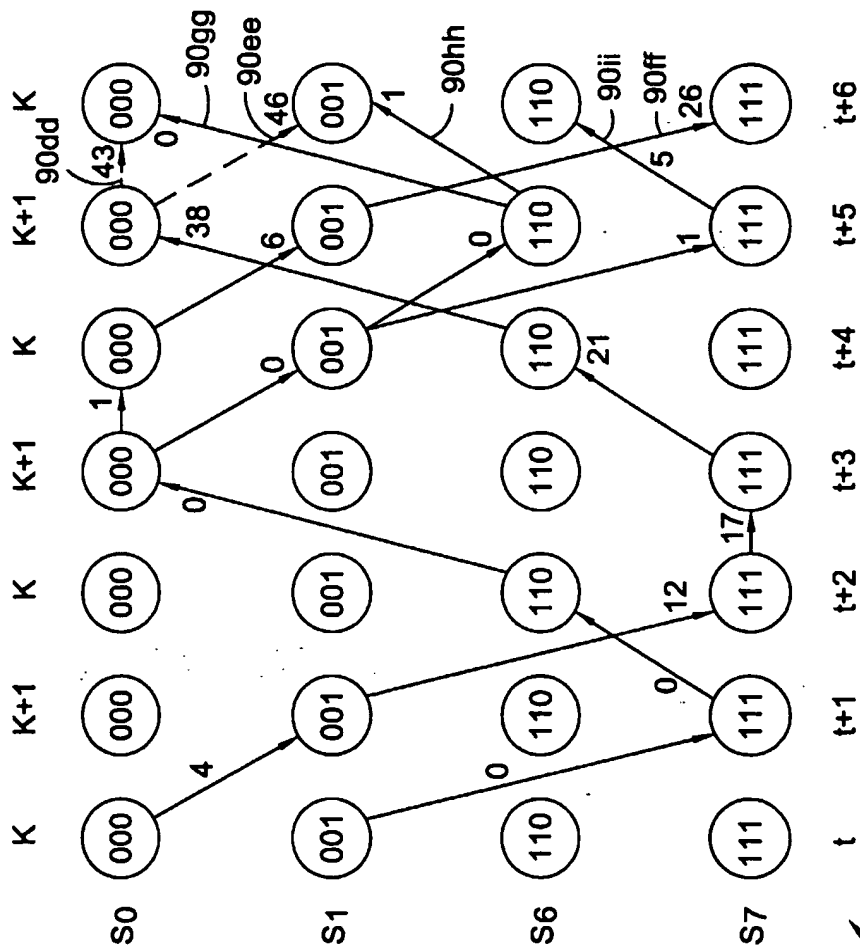 K K+1 K K+1 K K+1 K
90dd
1 43
S0 000 000 000 000 000 000 000
0 90gg
4 0 38
0 6 46 90ee
S1 001 001 001 001 001 001 001
1
90hh
0 0
S6 110 110 110 110 110 110 110
21
0 12 1 5 90ii
26 90ff
17
S7 111 111 111 111 111 111 111
t t+1 t+2 t+3 t+4 t+5 t+6